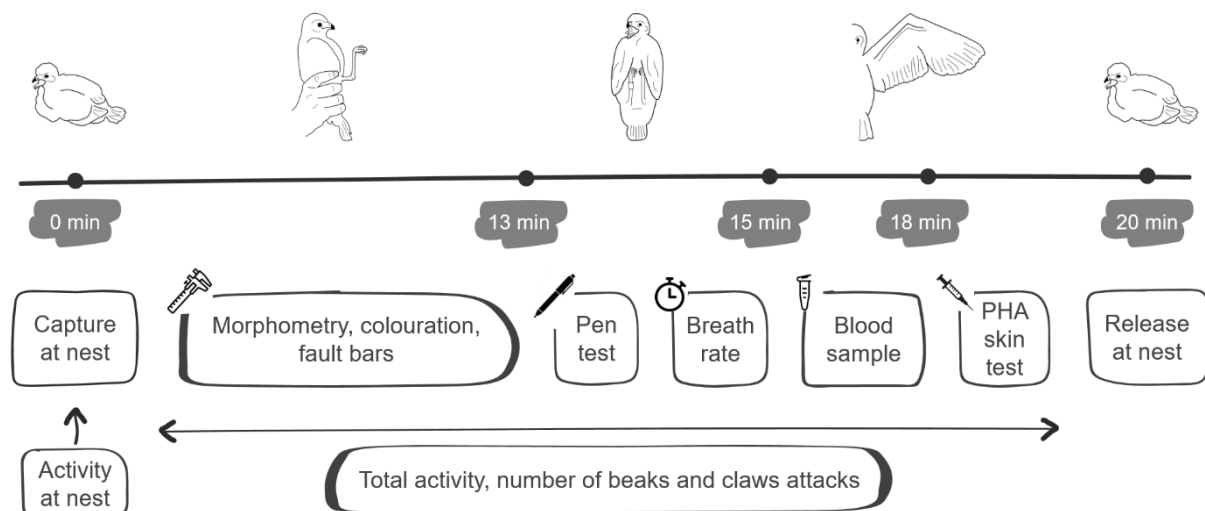 0 min
13 min
15 min
18 min
20 min
Capture
at nest
Morphometry, colouration,
fault bars
Pen
test
Breath
rate
Blood
sample
PHA
skin
test
Release
at nest
Activity
at nest
Total activity, number of beaks and claws attacks